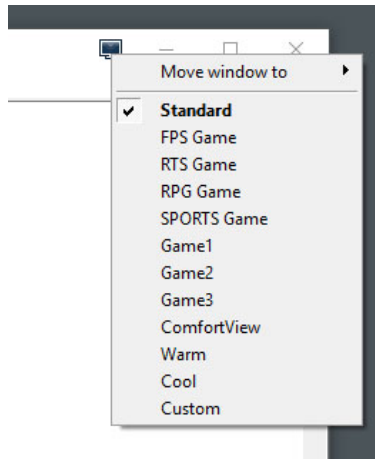 Move window to
Standard
FPS Game
RTS Game
RPG Game
SPORTS Game
Game1
Game2
Game3
ComfortView
Warm
Cool
Custom